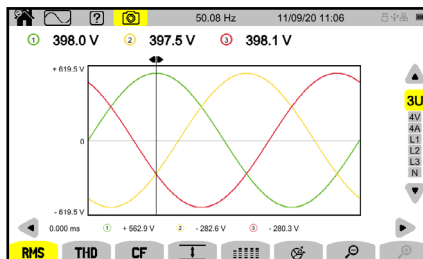 ? 50.08 Hz 11/09/20 11:06
1 398.0 V 2 397.5 V 3 398.1 V
+ 619.5 V
0
- 619.5 V
3U
4V
4A
L1
L2
L3
N
0.000 ms 1 + 562.9 V 2 - 282.6 V 3 - 280.3 V
RMS THD CF